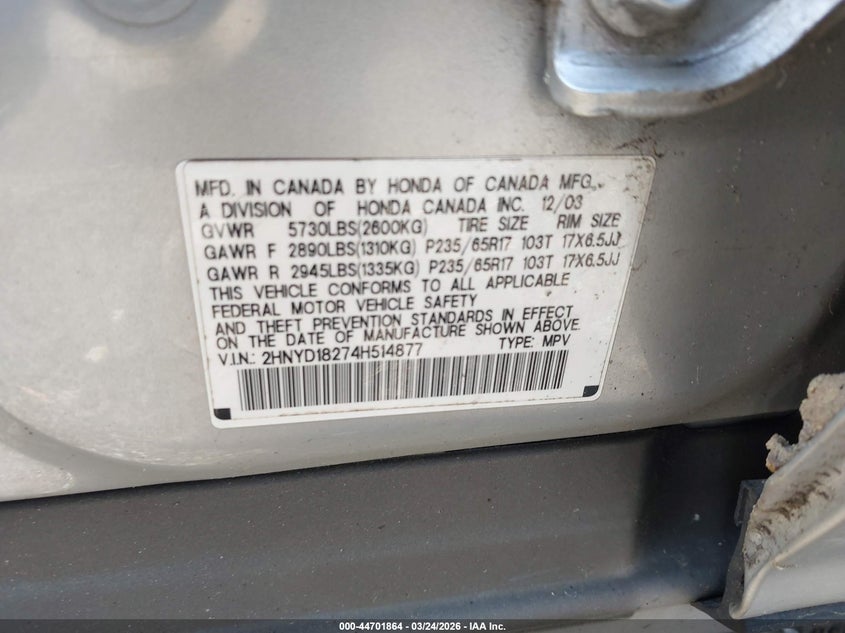 MFD. IN CANADA BY HONDA OF CANADA MFG.,
A DIVISION OF HONDA CANADA INC. 12/03
GVWR 5730LBS(2600KG) TIRE SIZE RIM SIZE
GAWR F 2890LBS(1310KG) P235/65R17 103T 17X6.5JJ
GAWR R 2945LBS(1335KG) P235/65R17 103T 17X6.5JJ
THIS VEHICLE CONFORMS TO ALL APPLICABLE
FEDERAL MOTOR VEHICLE SAFETY
AND THEFT PREVENTION STANDARDS IN EFFECT
ON THE DATE OF MANUFACTURE SHOWN ABOVE.
V.I.N.: 2HNYD18274H514877 TYPE: MPV
000-44701864 - 03/24/2026 - IAA Inc.